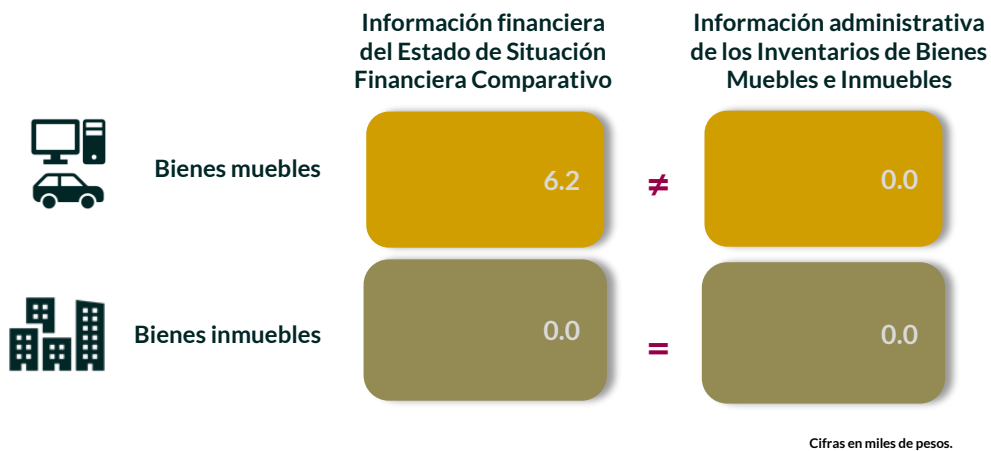 Información financiera
del Estado de Situación
Financiera Comparativo
Información administrativa
de los Inventarios de Bienes
Muebles e Inmuebles
Bienes muebles
6.2
≠
0.0
Bienes inmuebles
0.0
=
0.0
Cifras en miles de pesos.